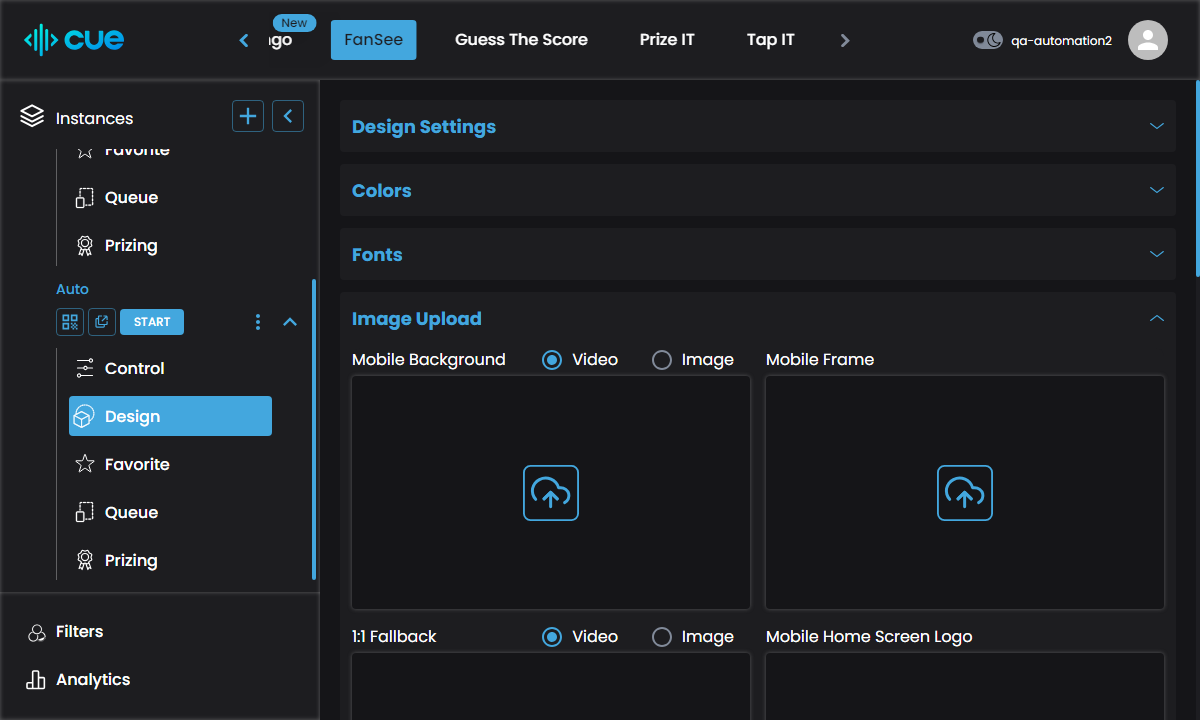 cue
New
FanSee
Guess The Score
Prize IT
Tap IT
qa-automation2
Instances
Favorite
Queue
Prizing
Auto
START
Control
Design
Favorite
Queue
Prizing
Filters
Analytics
Design Settings
Colors
Fonts
Image Upload
Mobile Background
Video
Image
Mobile Frame
1:1 Fallback
Video
Image
Mobile Home Screen Logo